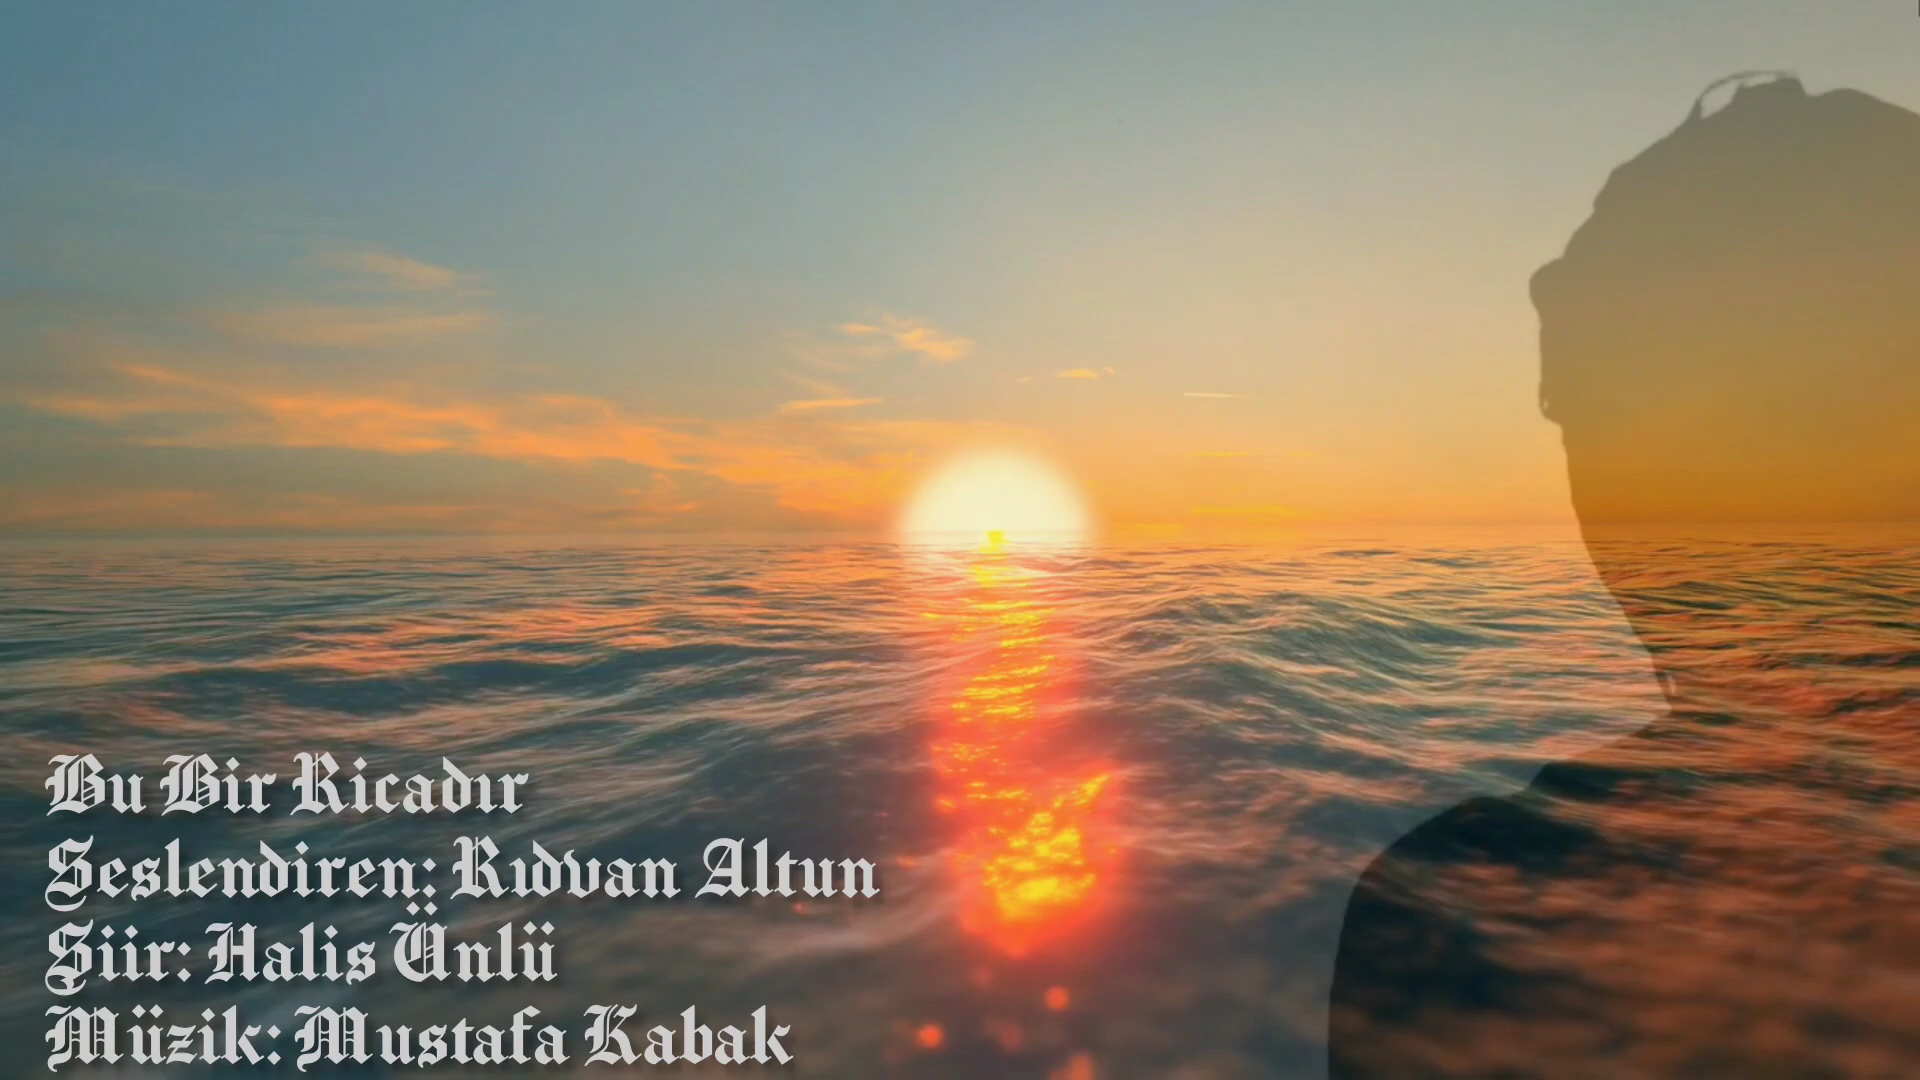 Bu Bir Ricadır
Seslendiren: Rıdvan Altun
Şiir: Halis Ünlü
Müzik: Mustafa Kabak